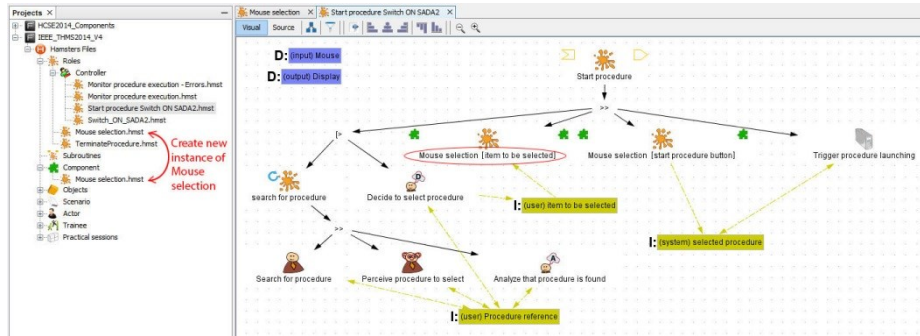 Projects ×
HCSE2014_Components
IEEE_THMS2014_V4
Hamsters Files
Roles
Controller
Monitor procedure execution - Errors.hmst
Monitor procedure execution.hmst
Start procedure Switch ON SADA2.hmst
Switch_ON_SADA2.hmst
Mouse selection.hmst
TerminateProcedure.hmst
Subroutines
Component
Mouse selection.hmst
Objects
Scenario
Actor
Trainee
Practical sessions
Create new
instance of
Mouse
selection
Mouse selection × Start procedure Switch ON SADA2 ×
Visual Source
D: (input) Mouse
D: (output) Display
Start procedure
>>
[>
Mouse selection [item to be selected]
Mouse selection [start procedure button]
Trigger procedure launching
search for procedure
D
Decide to select procedure
I: (user) item to be selected
>>
I: (system) selected procedure
Search for procedure
Perceive procedure to select
A
Analyze that procedure is found
I: (user) Procedure reference